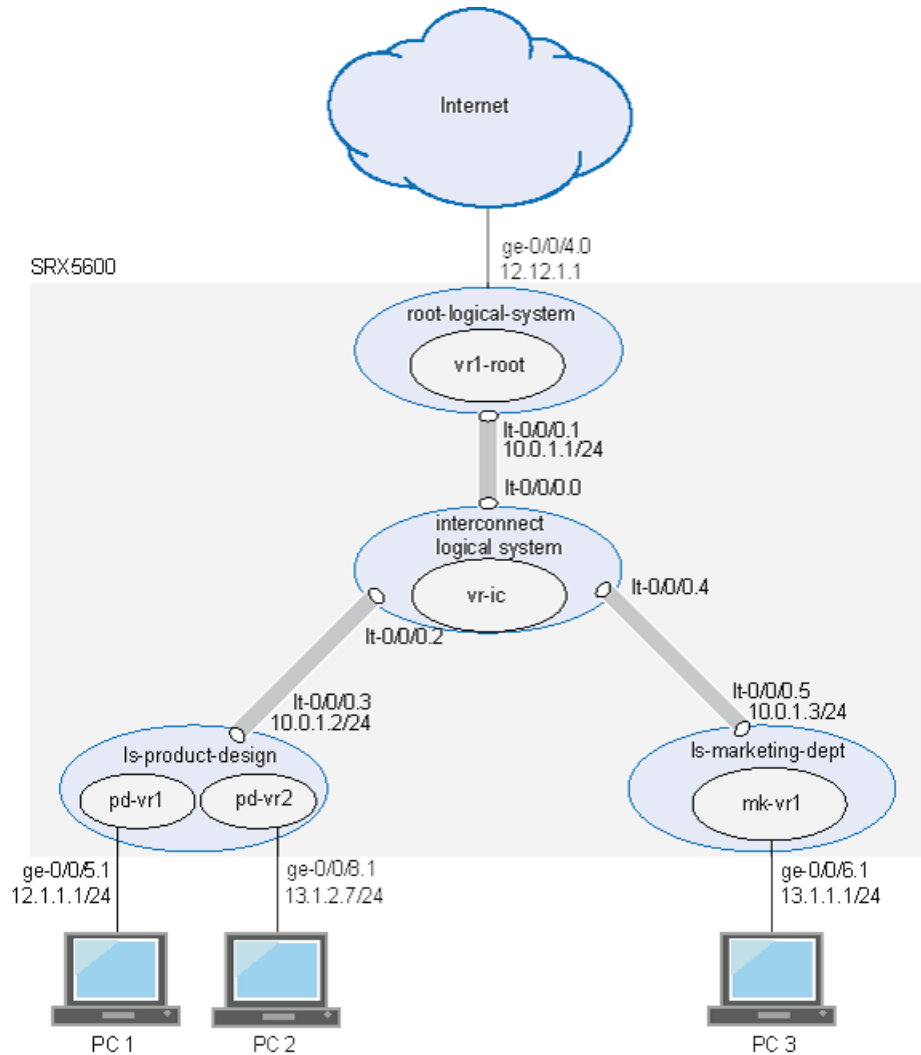 Internet
ge-0/0/4.0
12.12.1.1
SRX5600
root-logical-system
vr1-root
lt-0/0/0.1
10.0.1.1/24
lt-0/0/0.0
interconnect
logical system
vr-ic
lt-0/0/0.4
lt-0/0/0.2
lt-0/0/0.3
10.0.1.2/24
lt-0/0/0.5
10.0.1.3/24
ls-product-design
pd-vr1
pd-vr2
ls-marketing-dept
mk-vr1
ge-0/0/5.1
12.1.1.1/24
ge-0/0/8.1
13.1.2.7/24
ge-0/0/6.1
13.1.1.1/24
PC 1
PC 2
PC 3